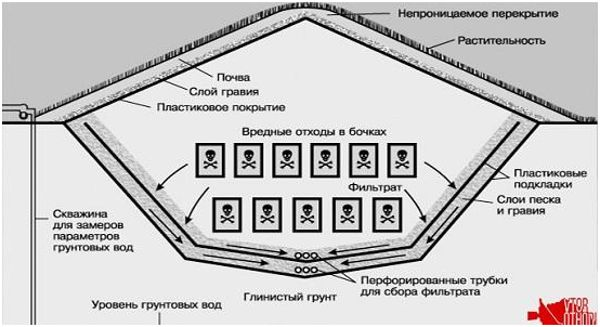 Непроницаемое перекрытие
Растительность
Почва
Слой гравия
Пластиковое покрытие
Вредные отходы в бочках
Фильтрат
Пластиковые
подкладки
Слои песка
и гравия
Скважина
для замеров
параметров
грунтовых вод
Перфорированные трубки
для сбора фильтрата
Глинистый грунт
Уровень грунтовых вод